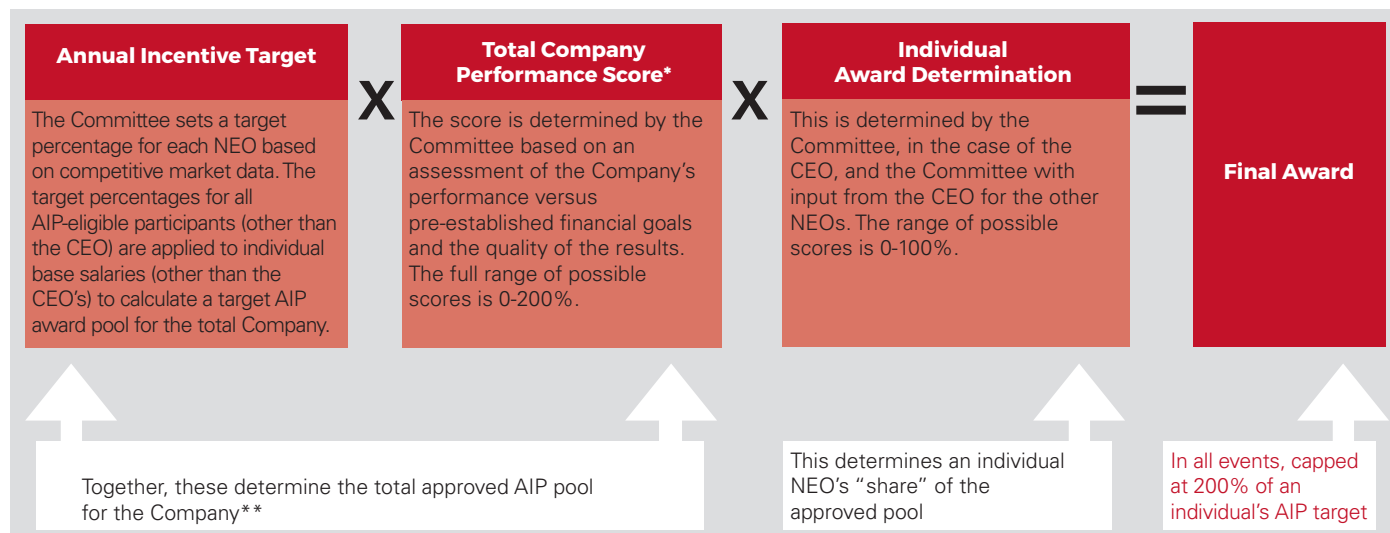 Annual Incentive Target
The Committee sets a target
percentage for each NEO based
on competitive market data. The
target percentages for all
AIP-eligible participants (other than
the CEO) are applied to individual
base salaries (other than the
CEO's) to calculate a target AIP
award pool for the total Company.
X
Total Company
Performance Score*
The score is determined by the
Committee based on an
assessment of the Company's
performance versus
pre-established financial goals
and the quality of the results.
The full range of possible
scores is 0-200%.
X
Individual
Award Determination
This is determined by the
Committee, in the case of the
CEO, and the Committee with
input from the CEO for the other
NEOs. The range of possible
scores is 0-100%.
=
Final Award
Together, these determine the total approved AIP pool
for the Company**
This determines an individual
NEO's “share” of the
approved pool
In all events, capped
at 200% of an
individual's AIP target